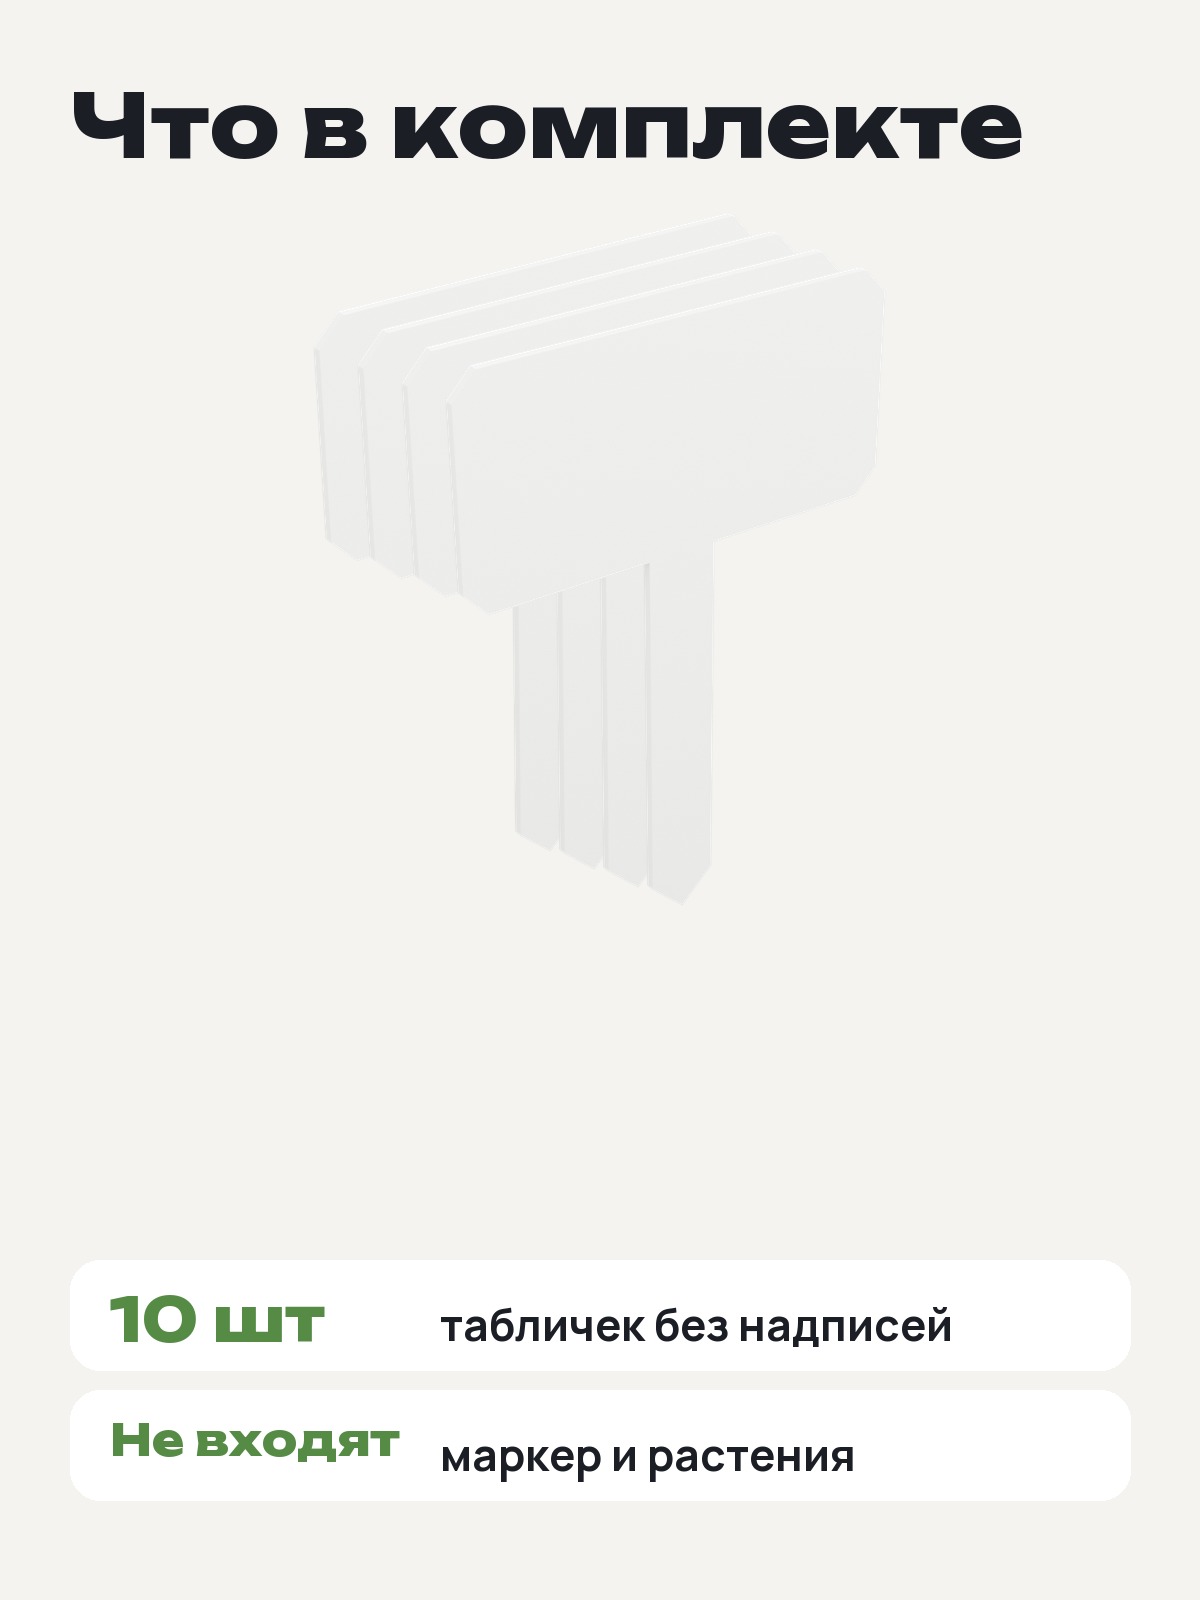 Что в комплекте
10 шт табличек без надписей
Не входят маркер и растения